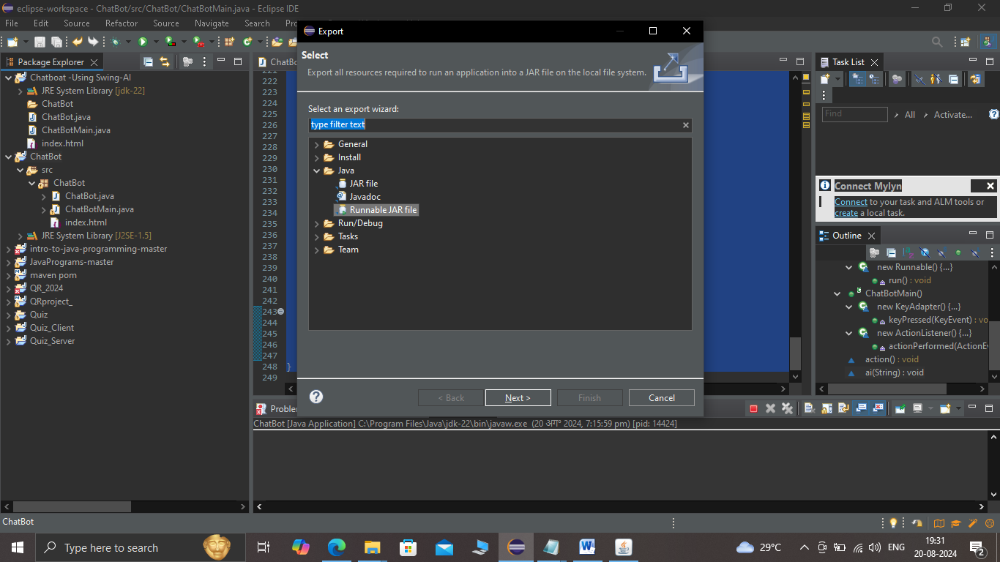 eclipse-workspace - ChatBot/src/ChatBot/ChatBotMain.java - Eclipse IDE
File Edit Source Refactor Source Navigate Search
Package Explorer
Chatboat -Using Swing-AI
JRE System Library [jdk-22]
ChatBot
ChatBot.java
ChatBotMain.java
index.html
ChatBot
src
ChatBot
ChatBot.java
ChatBotMain.java
index.html
JRE System Library [J2SE-1.5]
intro-to-java-programming-master
JavaPrograms-master
maven pom
QR_2024
QRproject_
Quiz
Quiz_Client
Quiz_Server
222
223
224
225
226
227
228
229
230
231
232
233
234
235
236
237
238
239
240
241
242
243
244
245
246
247
248 }
249
Export
Select
Export all resources required to run an application into a JAR file on the local file system.
Select an export wizard:
type filter text
General
Install
Java
JAR file
Javadoc
Runnable JAR file
Run/Debug
Tasks
Team
< Back Next > Finish Cancel
Task List
Find All Activate...
Connect Mylyn
Connect to your task and ALM tools or
create a local task.
Outline
new Runnable() {...}
run() : void
ChatBotMain()
new KeyAdapter() {...}
keyPressed(KeyEvent) : vo
new ActionListener() {...}
actionPerformed(ActionEv
action() : void
ai(String) : void
ChatBot [Java Application] C:\Program Files\Java\jdk-22\bin\javaw.exe (20 अग° 2024, 7:15:59 pm) [pid: 14424]
ChatBot
Type here to search
29°C
ENG
19:31
20-08-2024
2